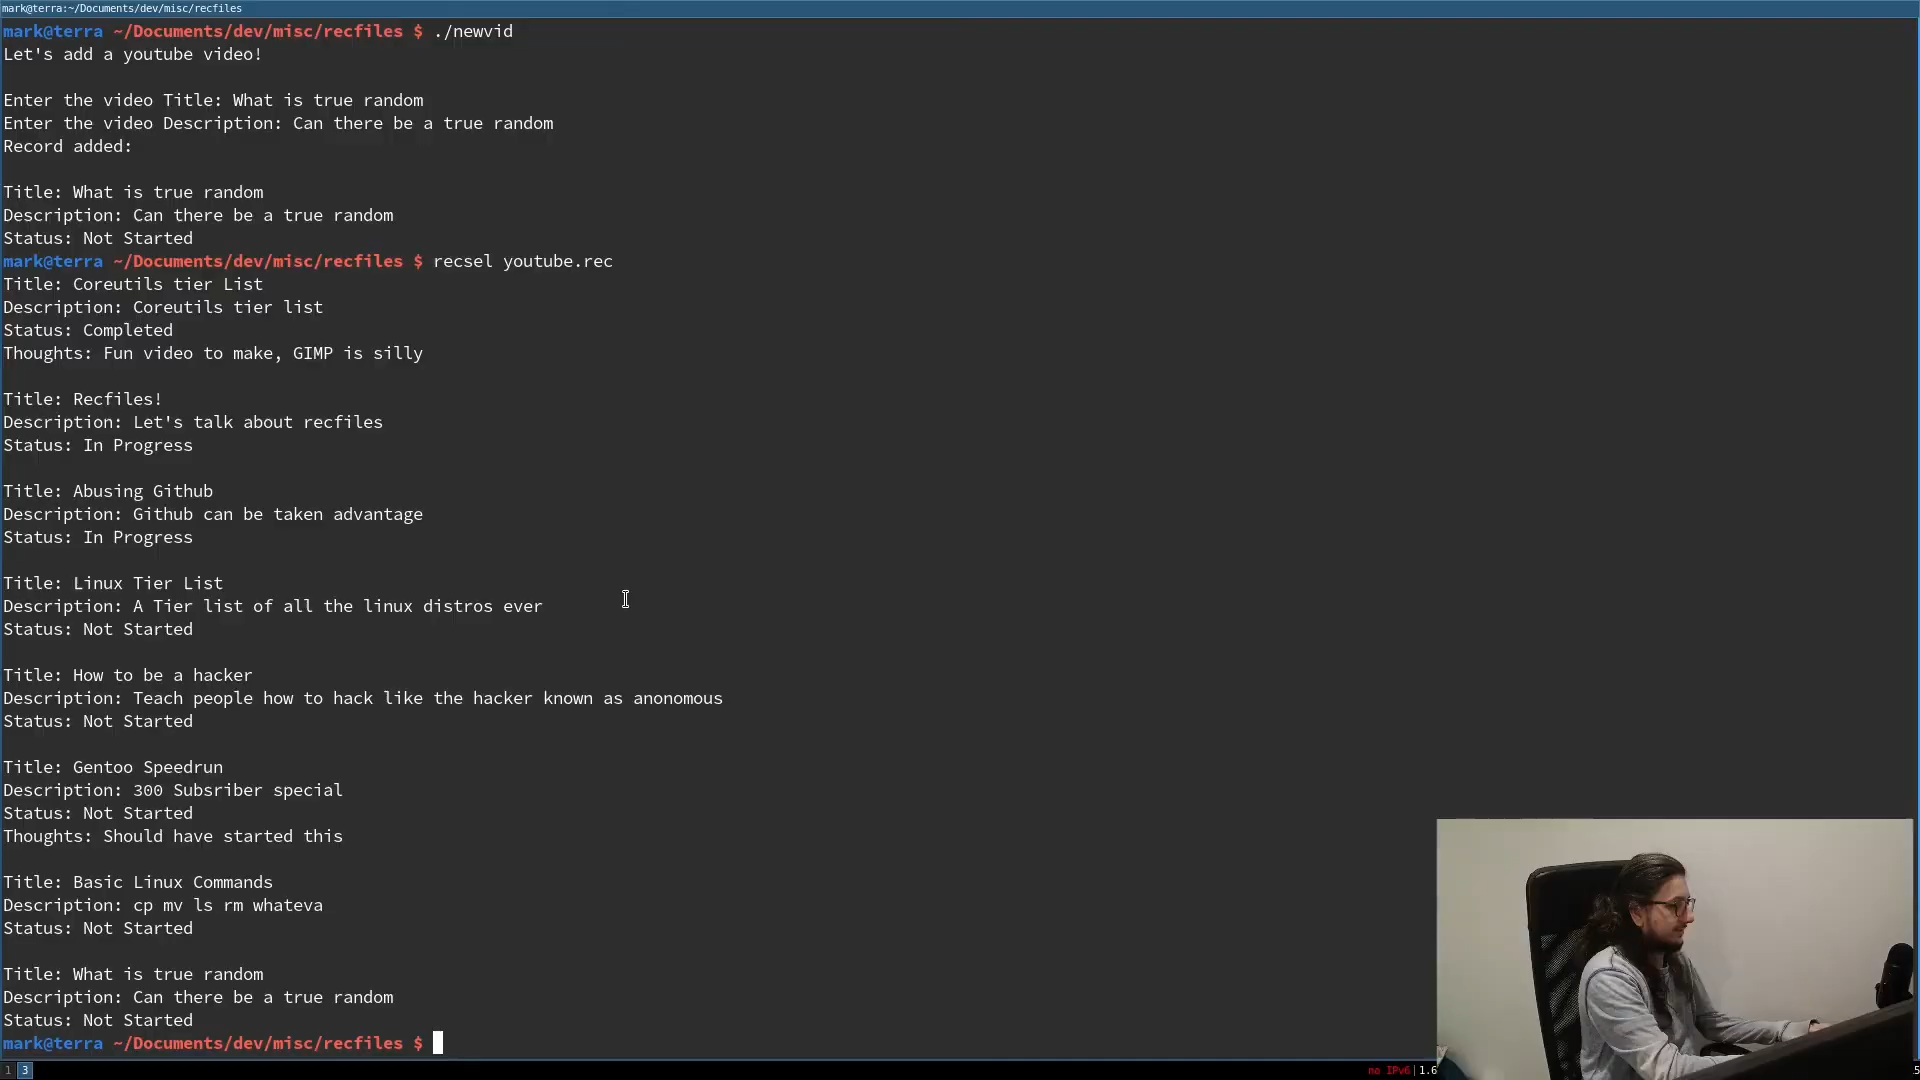 mark@terra:~/Documents/dev/misc/recfiles
mark@terra ~/Documents/dev/misc/recfiles $ ./newvid
Let's add a youtube video!
Enter the video Title: What is true random
Enter the video Description: Can there be a true random
Record added:
Title: What is true random
Description: Can there be a true random
Status: Not Started
mark@terra ~/Documents/dev/misc/recfiles $ recsel youtube.rec
Title: Coreutils tier List
Description: Coreutils tier list
Status: Completed
Thoughts: Fun video to make, GIMP is silly
Title: Recfiles!
Description: Let's talk about recfiles
Status: In Progress
Title: Abusing Github
Description: Github can be taken advantage
Status: In Progress
Title: Linux Tier List
Description: A Tier list of all the linux distros ever
Status: Not Started
Title: How to be a hacker
Description: Teach people how to hack like the hacker known as anonomous
Status: Not Started
Title: Gentoo Speedrun
Description: 300 Subsriber special
Status: Not Started
Thoughts: Should have started this
Title: Basic Linux Commands
Description: cp mv ls rm whateva
Status: Not Started
Title: What is true random
Description: Can there be a true random
Status: Not Started
mark@terra ~/Documents/dev/misc/recfiles $
1 3 no IPv6|1.6 5